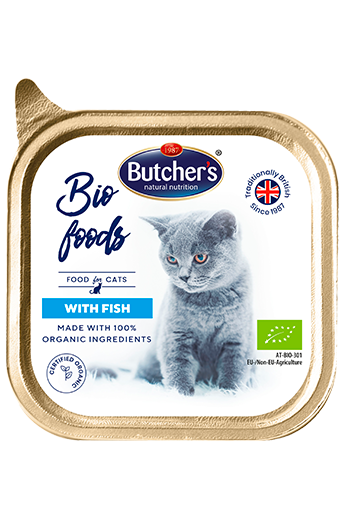 1987
Butcher's®
natural nutrition
Bio
foods
Traditionally British
Since 1987
FOOD for CATS
WITH FISH
MADE WITH 100%
ORGANIC INGREDIENTS
CERTIFIED ORGANIC
AT-BIO-301
EU-/Non-EU-Agriculture